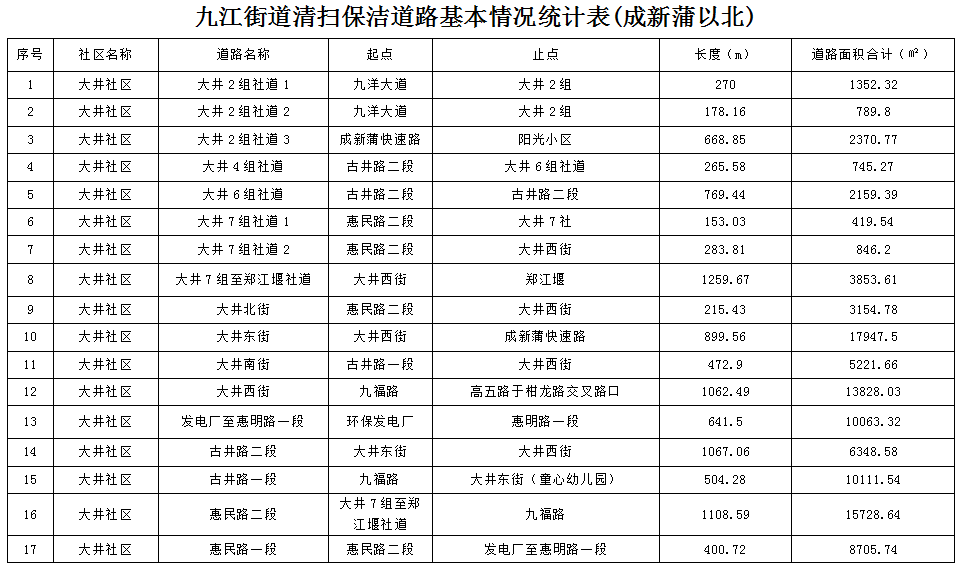 九江街道清扫保洁道路基本情况统计表(成新蒲以北)
序号 社区名称 道路名称 起点 止点 长度（m） 道路面积合计（㎡）
1 大井社区 大井2组社道1 九洋大道 大井2组 270 1352.32
2 大井社区 大井2组社道2 九洋大道 大井2组 178.16 789.8
3 大井社区 大井2组社道3 成新蒲快速路 阳光小区 668.85 2370.77
4 大井社区 大井4组社道 古井路二段 大井6组社道 265.58 745.27
5 大井社区 大井6组社道 古井路二段 古井路二段 769.44 2159.39
6 大井社区 大井7组社道1 惠民路二段 大井7社 153.03 419.54
7 大井社区 大井7组社道2 惠民路二段 大井西街 283.81 846.2
8 大井社区 大井7组至郑江堰社道 大井西街 郑江堰 1259.67 3853.61
9 大井社区 大井北街 惠民路二段 大井西街 215.43 3154.78
10 大井社区 大井东街 大井西街 成新蒲快速路 899.56 17947.5
11 大井社区 大井南街 古井路一段 大井西街 472.9 5221.66
12 大井社区 大井西街 九福路 高五路于柑龙路交叉路口 1062.49 13828.03
13 大井社区 发电厂至惠明路一段 环保发电厂 惠明路一段 641.5 10063.32
14 大井社区 古井路二段 大井东街 大井西街 1067.06 6348.58
15 大井社区 古井路一段 九福路 大井东街（童心幼儿园） 504.28 10111.54
16 大井社区 惠民路二段 大井7组至郑
江堰社道 九福路 1108.59 15728.64
17 大井社区 惠民路一段 惠民路二段 发电厂至惠明路一段 400.72 8705.74